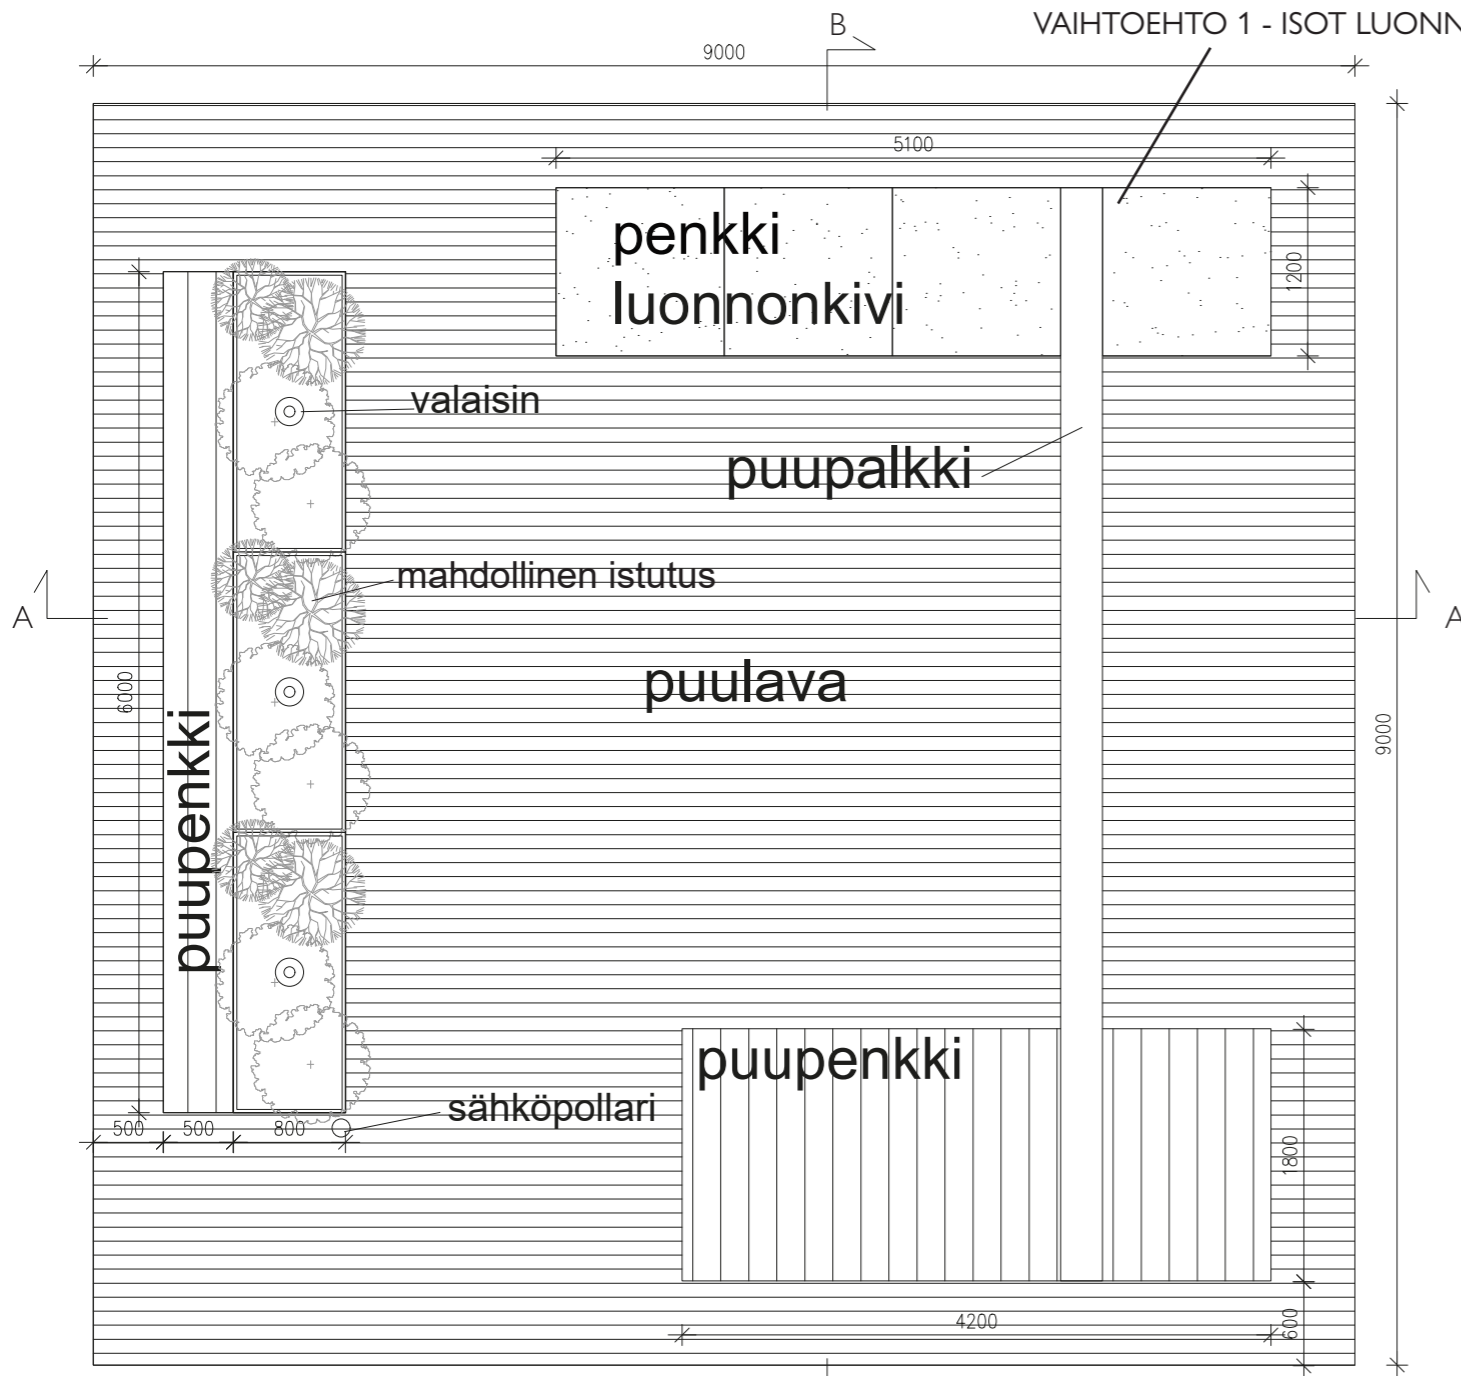 B
VAIHTOEHTO 1 - ISOT LUONN
9000
5100
penkki
luonnonkivi
1200
valaisin
puupalkki
mahdollinen istutus
A
A
puulava
6000
puupenkki
9000
puupenkki
sähköpollari
500
500
800
1800
4200
600